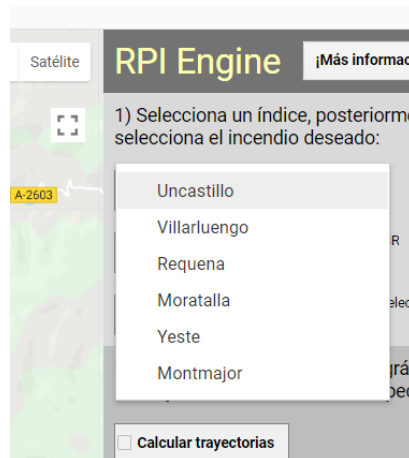 Satélite
RPI Engine
¡Más informac
1) Selecciona un índice, posteriorme
selecciona el incendio deseado:
A-2603
Uncastillo
Villarluengo
R
Requena
Moratalla
elec
Yeste
Montmajor
Calcular trayectorias